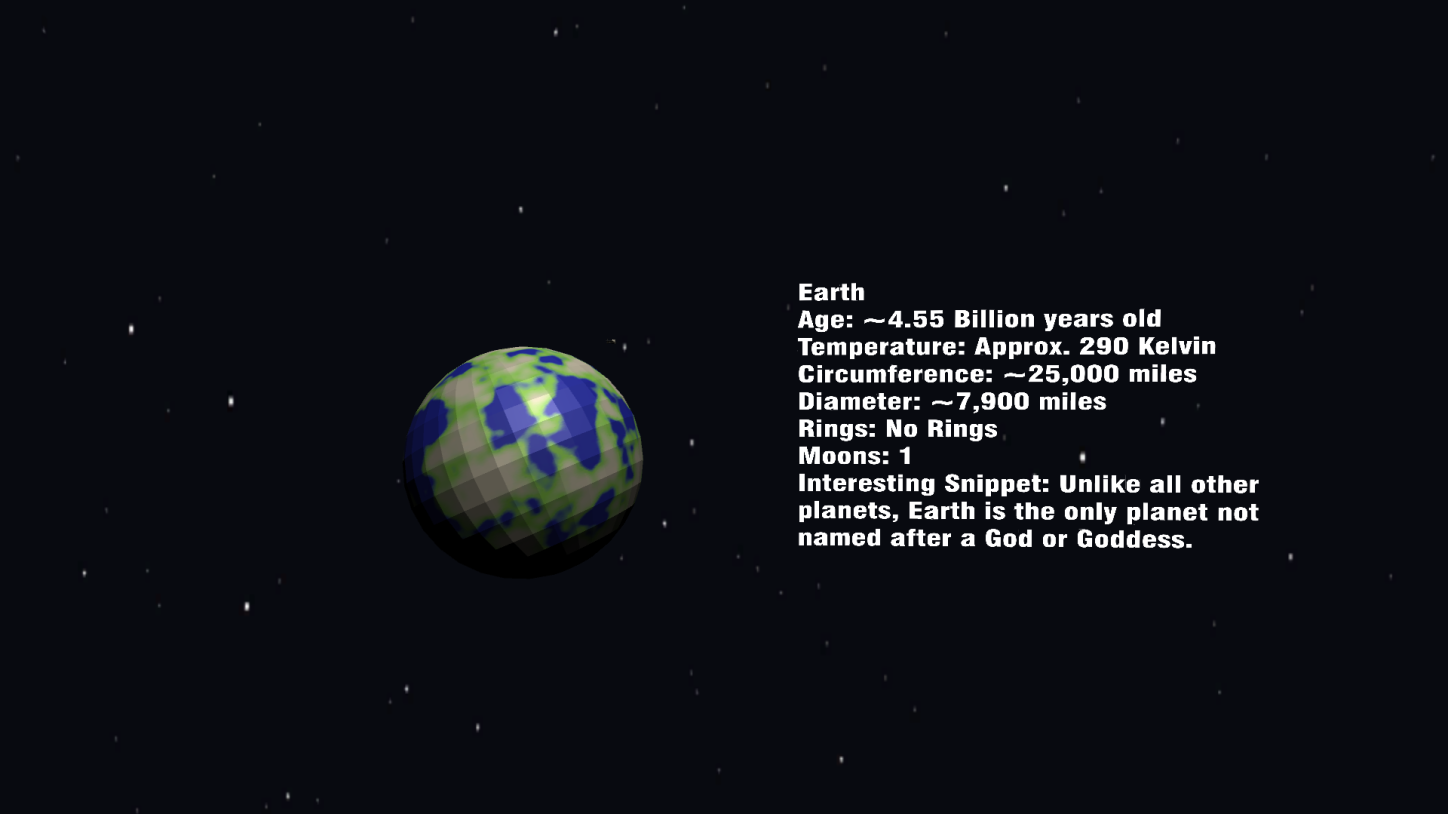 Earth
Age: ~4.55 Billion years old
Temperature: Approx. 290 Kelvin
Circumference: ~25,000 miles
Diameter: ~7,900 miles
Rings: No Rings
Moons: 1
Interesting Snippet: Unlike all other
planets, Earth is the only planet not
named after a God or Goddess.